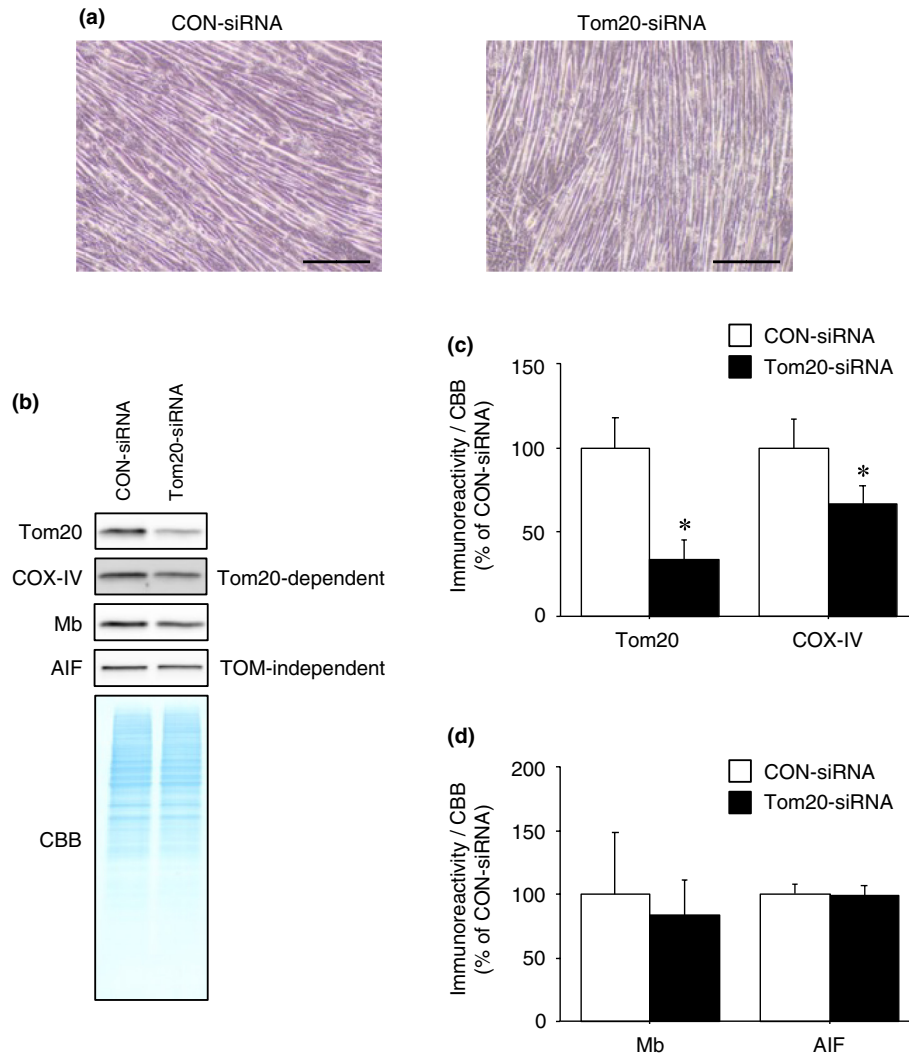 (a)
CON-siRNA
Tom20-siRNA
(b)
CON-siRNA
Tom20-siRNA
Tom20
COX-IV
Tom20-dependent
Mb
AIF
TOM-independent
CBB
(c)
CON-siRNA
Tom20-siRNA
Immunoreactivity / CBB
(% of CON-siRNA)
150
100
50
0
*
*
Tom20
COX-IV
(d)
CON-siRNA
Tom20-siRNA
Immunoreactivity / CBB
(% of CON-siRNA)
200
150
100
50
0
Mb
AIF